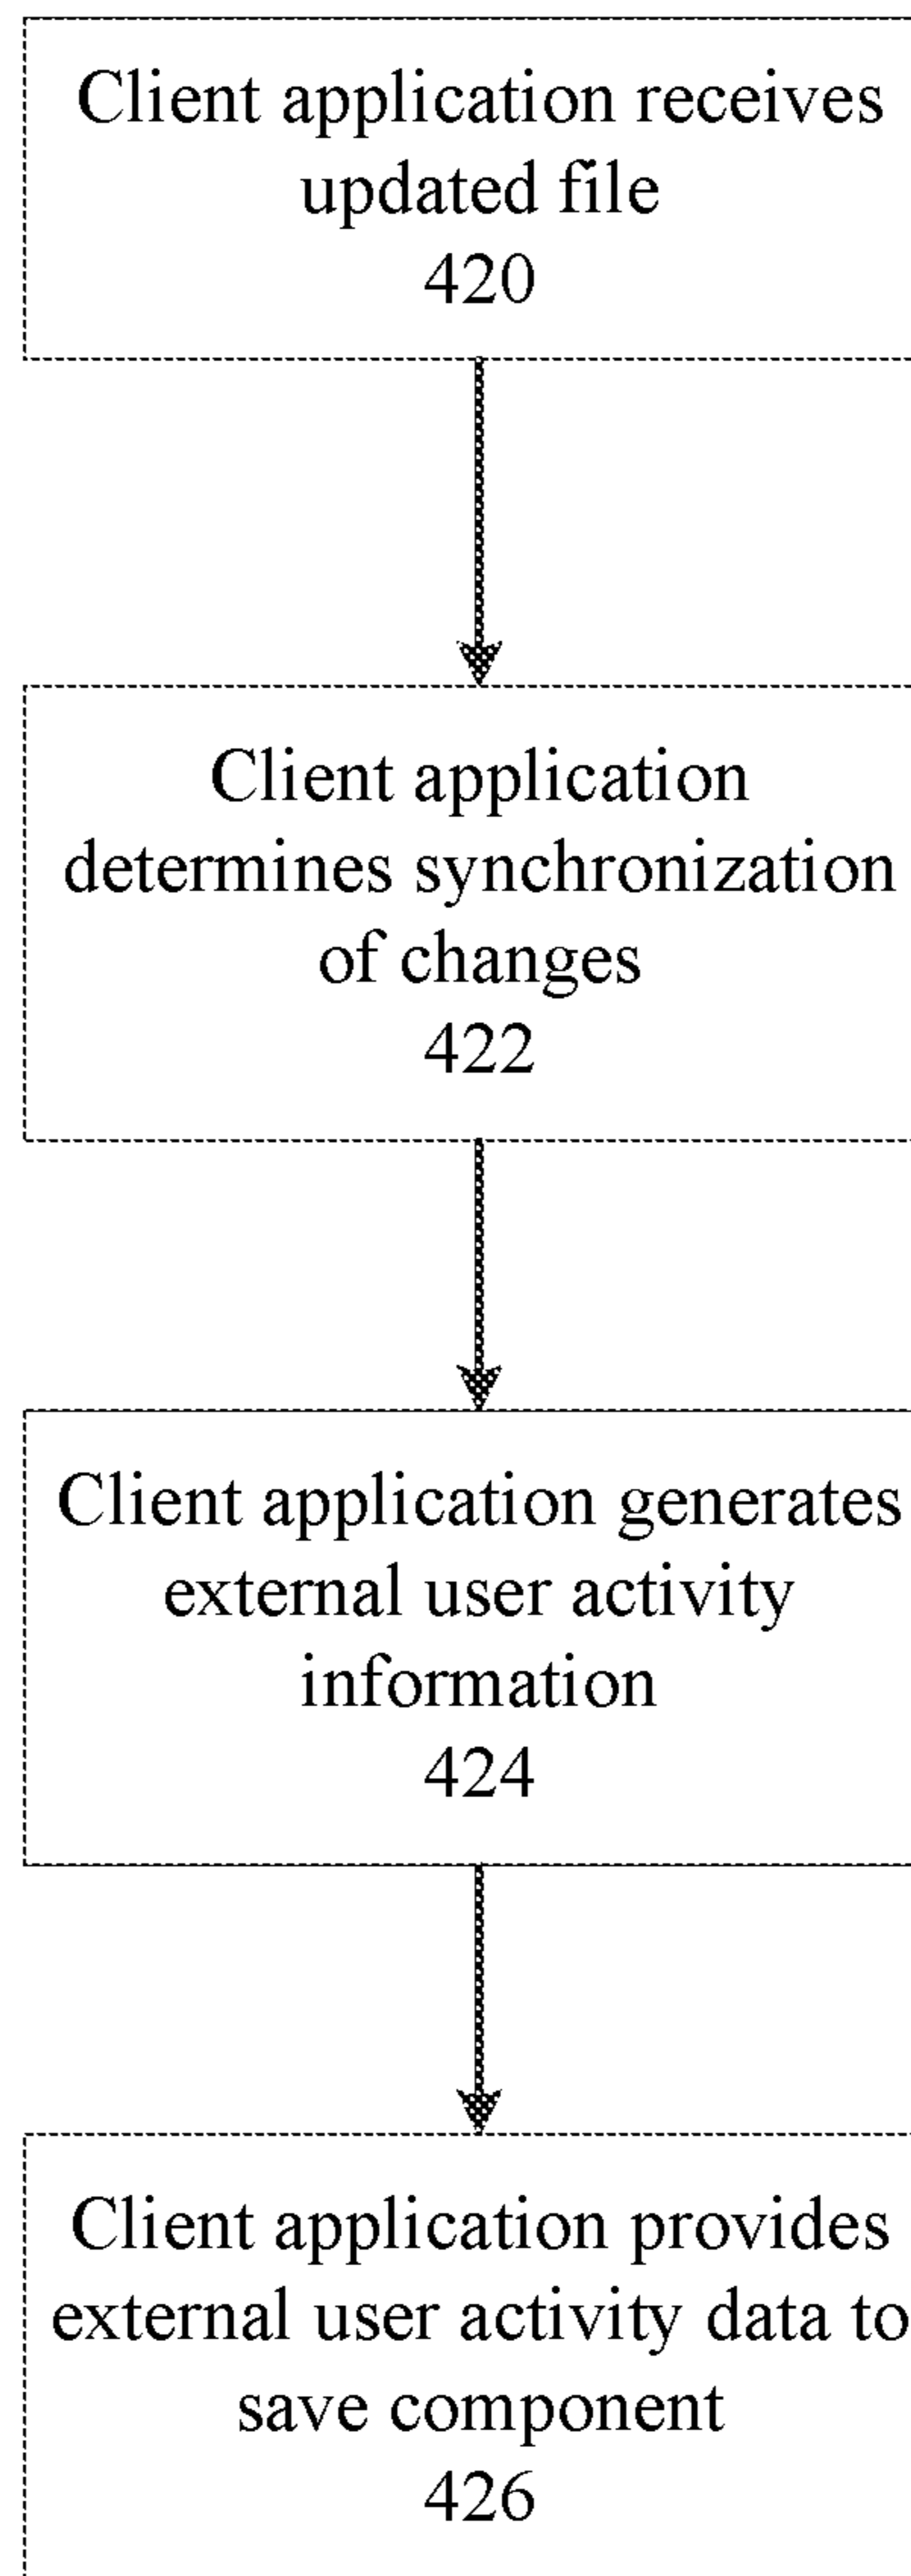 Client application receives
updated file
420
Client application
determines synchronization
of changes
422
Client application generates
external user activity
information
424
Client application provides
external user activity data to
save component
426